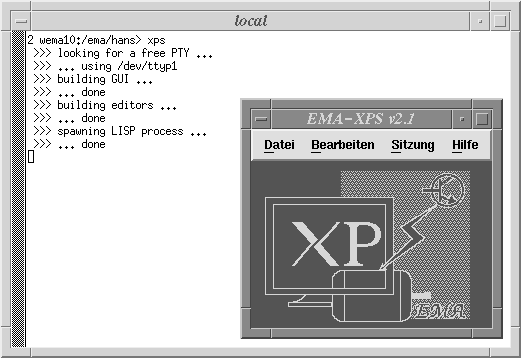 local
2 wema10:/ema/hans> xps
>>> looking for a free PTY ...
>>> ... using /dev/ttyp1
>>> building GUI ...
>>> ... done
>>> building editors ...
>>> ... done
>>> spawning LISP process ...
>>> ... done
EMA-XPS v2.1
Datei Bearbeiten Sitzung Hilfe
XP
EMA